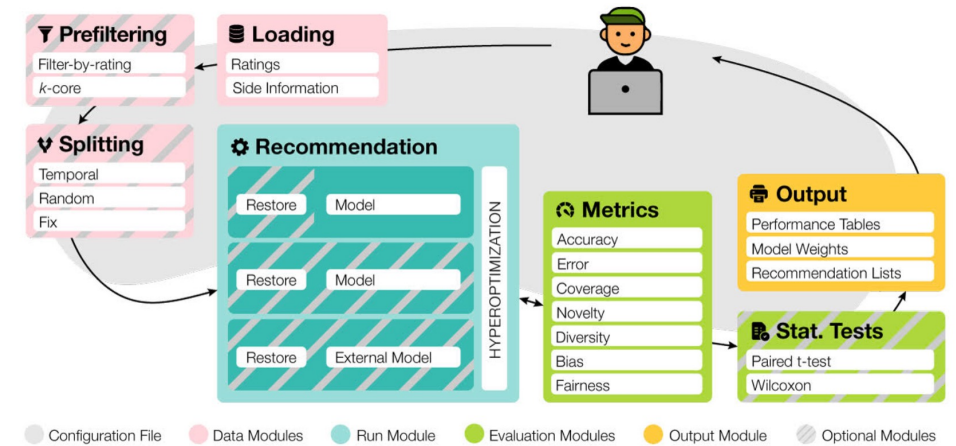 Prefiltering
Filter-by-rating
k-core
Loading
Ratings
Side Information
Splitting
Temporal
Random
Fix
Recommendation
Restore Model
Restore Model
Restore External Model
HYPEROPTIMIZATION
Metrics
Accuracy
Error
Coverage
Novelty
Diversity
Bias
Fairness
Output
Performance Tables
Model Weights
Recommendation Lists
Stat. Tests
Paired t-test
Wilcoxon
Configuration File Data Modules Run Module Evaluation Modules Output Module Optional Modules